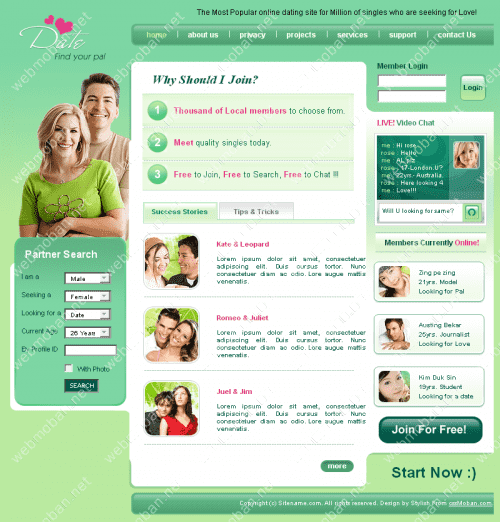 The Most Popular online dating site for Million of singles who are seeking for Love!
Date
Find your pal
home | about us | privacy | projects | services | support | contact Us
Why Should I Join?
1 Thousand of Local members to choose from.
2 Meet quality singles today.
3 Free to Join, Free to Search, Free to Chat !!!
Success Stories
Tips & Tricks
Kate & Leopard
Lorem ipsum dolor sit amet, consectetuer
adipiscing elit. Duis cursus tortor. Nunc
consectetuer diam ac odio. Lore augue mattis
venenatis.
Romeo & Juliet
Lorem ipsum dolor sit amet, consectetuer
adipiscing elit. Duis cursus tortor. Nunc
consectetuer diam ac odio. Lore augue mattis
venenatis.
Juel & Jim
Lorem ipsum dolor sit amet, consectetuer
adipiscing elit. Duis cursus tortor. Nunc
consectetuer diam ac odio. Lore augue mattis
venenatis.
more
Partner Search
I am a Male
Seeking a Female
Looking for a Date
Current Age 26 Years
By Profile ID
With Photo
SEARCH
Member Login
Login
LIVE! Video Chat
me : Hi rose
rose : Hello
me : ALplz
rose : 17-London.U?
me : 22yrs- Australia.
rose : Here looking 4
me : Love!!!
Will U looking for same?
Members Currently Online!
Zing pe zing
21yrs. Model
Looking for Pal
Austing Bekar
25yrs. Journalist
Looking for Love
Kim Duk Sin
19yrs. Student
Looking for a date
Join For Free!
Start Now :)
Copyright (c) Sitename.com. All rights reserved. Design by Stylish From cssMoban.com
webmoban.net